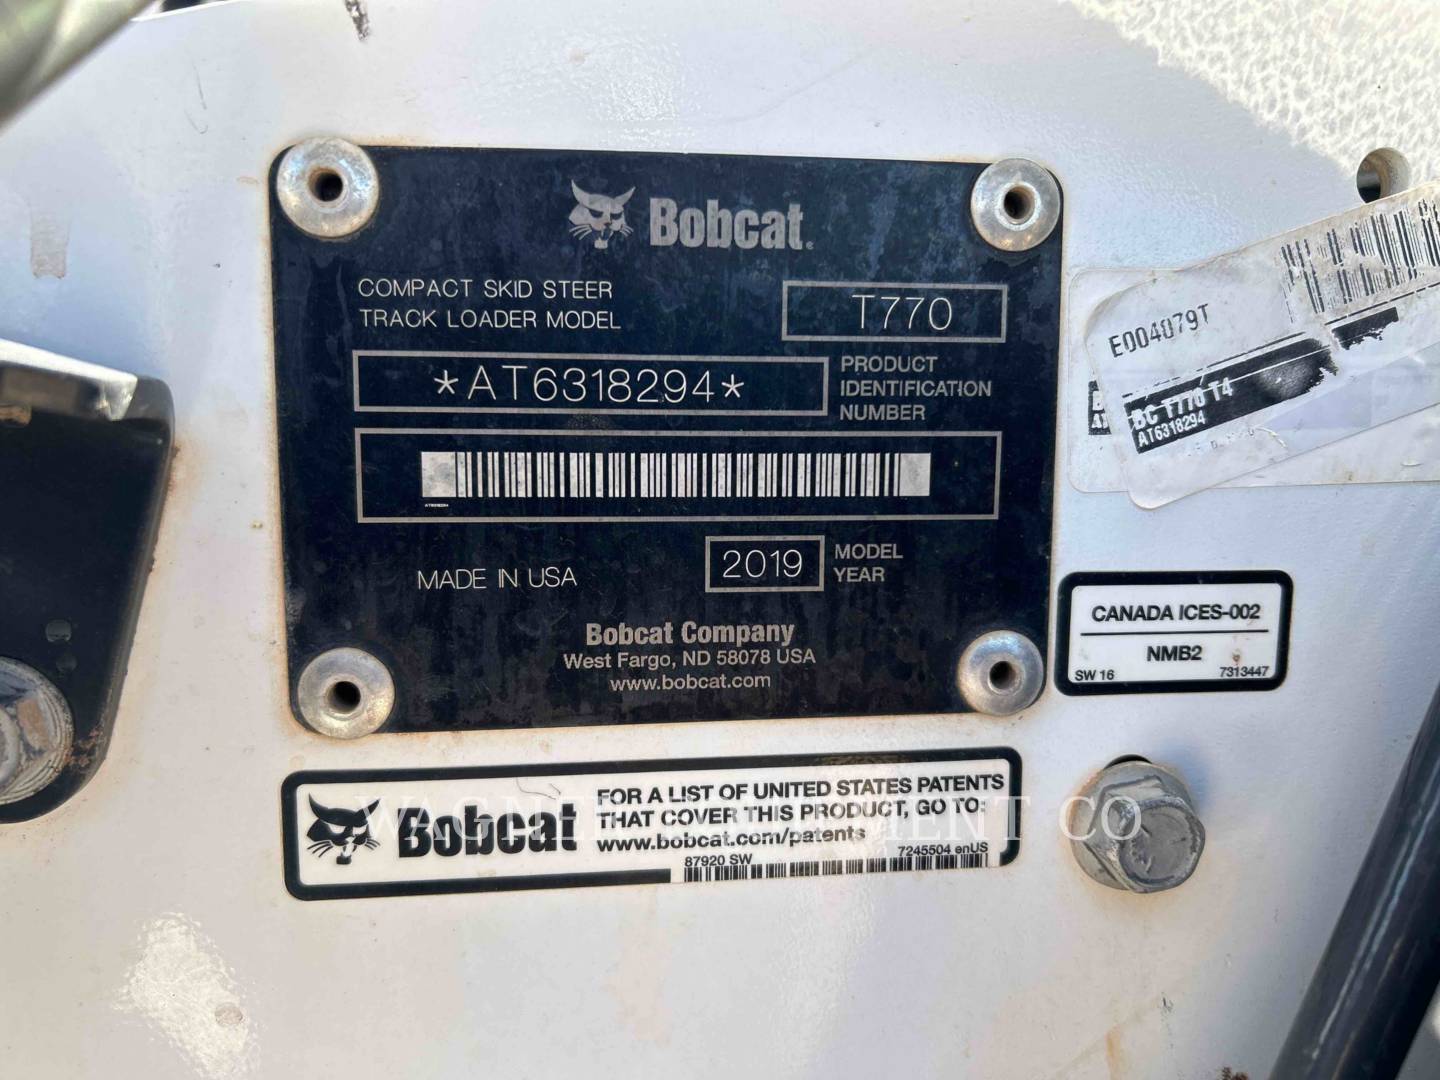 Bobcat.
COMPACT SKID STEER
TRACK LOADER MODEL
T770
*AT6318294*
PRODUCT
IDENTIFICATION
NUMBER
AT6318294
MADE IN USA
2019
MODEL
YEAR
Bobcat Company
West Fargo, ND 58078 USA
www.bobcat.com
E004079T
BC T770 T4
AT6318294
CANADA ICES-002
NMB2
SW 16
7313447
Bobcat
FOR A LIST OF UNITED STATES PATENTS
THAT COVER THIS PRODUCT, GO TO:
www.bobcat.com/patents
87920 SW
7245504 enUS
WAGNER EQUIPMENT CO